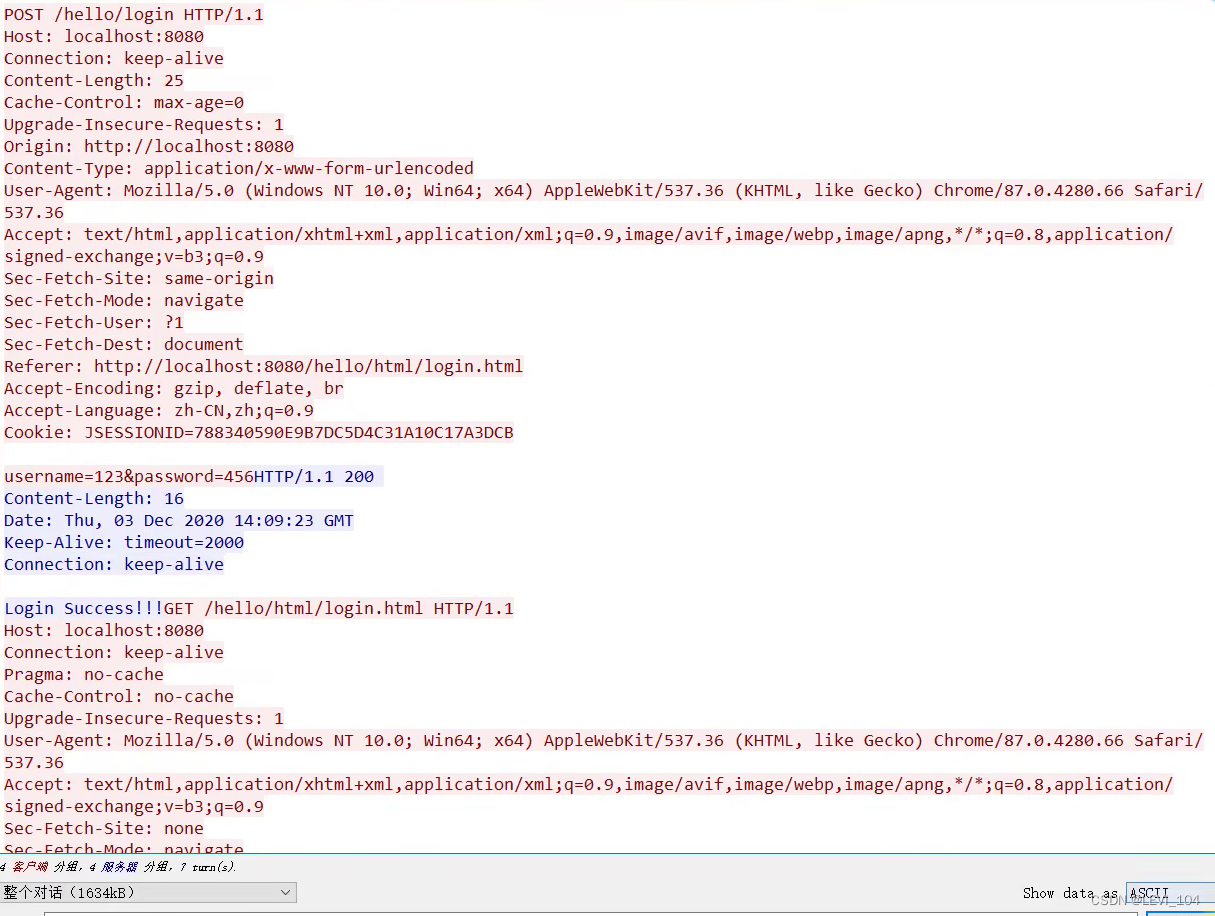 POST /hello/login HTTP/1.1
Host: localhost:8080
Connection: keep-alive
Content-Length: 25
Cache-Control: max-age=0
Upgrade-Insecure-Requests: 1
Origin: http://localhost:8080
Content-Type: application/x-www-form-urlencoded
User-Agent: Mozilla/5.0 (Windows NT 10.0; Win64; x64) AppleWebKit/537.36 (KHTML, like Gecko) Chrome/87.0.4280.66 Safari/
537.36
Accept: text/html,application/xhtml+xml,application/xml;q=0.9,image/avif,image/webp,image/apng,*/*;q=0.8,application/
signed-exchange;v=b3;q=0.9
Sec-Fetch-Site: same-origin
Sec-Fetch-Mode: navigate
Sec-Fetch-User: ?1
Sec-Fetch-Dest: document
Referer: http://localhost:8080/hello/html/login.html
Accept-Encoding: gzip, deflate, br
Accept-Language: zh-CN,zh;q=0.9
Cookie: JSESSIONID=788340590E9B7DC5D4C31A10C17A3DCB
username=123&password=456HTTP/1.1 200
Content-Length: 16
Date: Thu, 03 Dec 2020 14:09:23 GMT
Keep-Alive: timeout=2000
Connection: keep-alive
Login Success!!!GET /hello/html/login.html HTTP/1.1
Host: localhost:8080
Connection: keep-alive
Pragma: no-cache
Cache-Control: no-cache
Upgrade-Insecure-Requests: 1
User-Agent: Mozilla/5.0 (Windows NT 10.0; Win64; x64) AppleWebKit/537.36 (KHTML, like Gecko) Chrome/87.0.4280.66 Safari/
537.36
Accept: text/html,application/xhtml+xml,application/xml;q=0.9,image/avif,image/webp,image/apng,*/*;q=0.8,application/
signed-exchange;v=b3;q=0.9
Sec-Fetch-Site: none
Sec-Fetch-Mode: navigate
4 客户端 分组, 4 服务器 分组, 7 turn(s).
整个对话 (1634kB)
Show data as ASCII
CSDN @LEVI_104